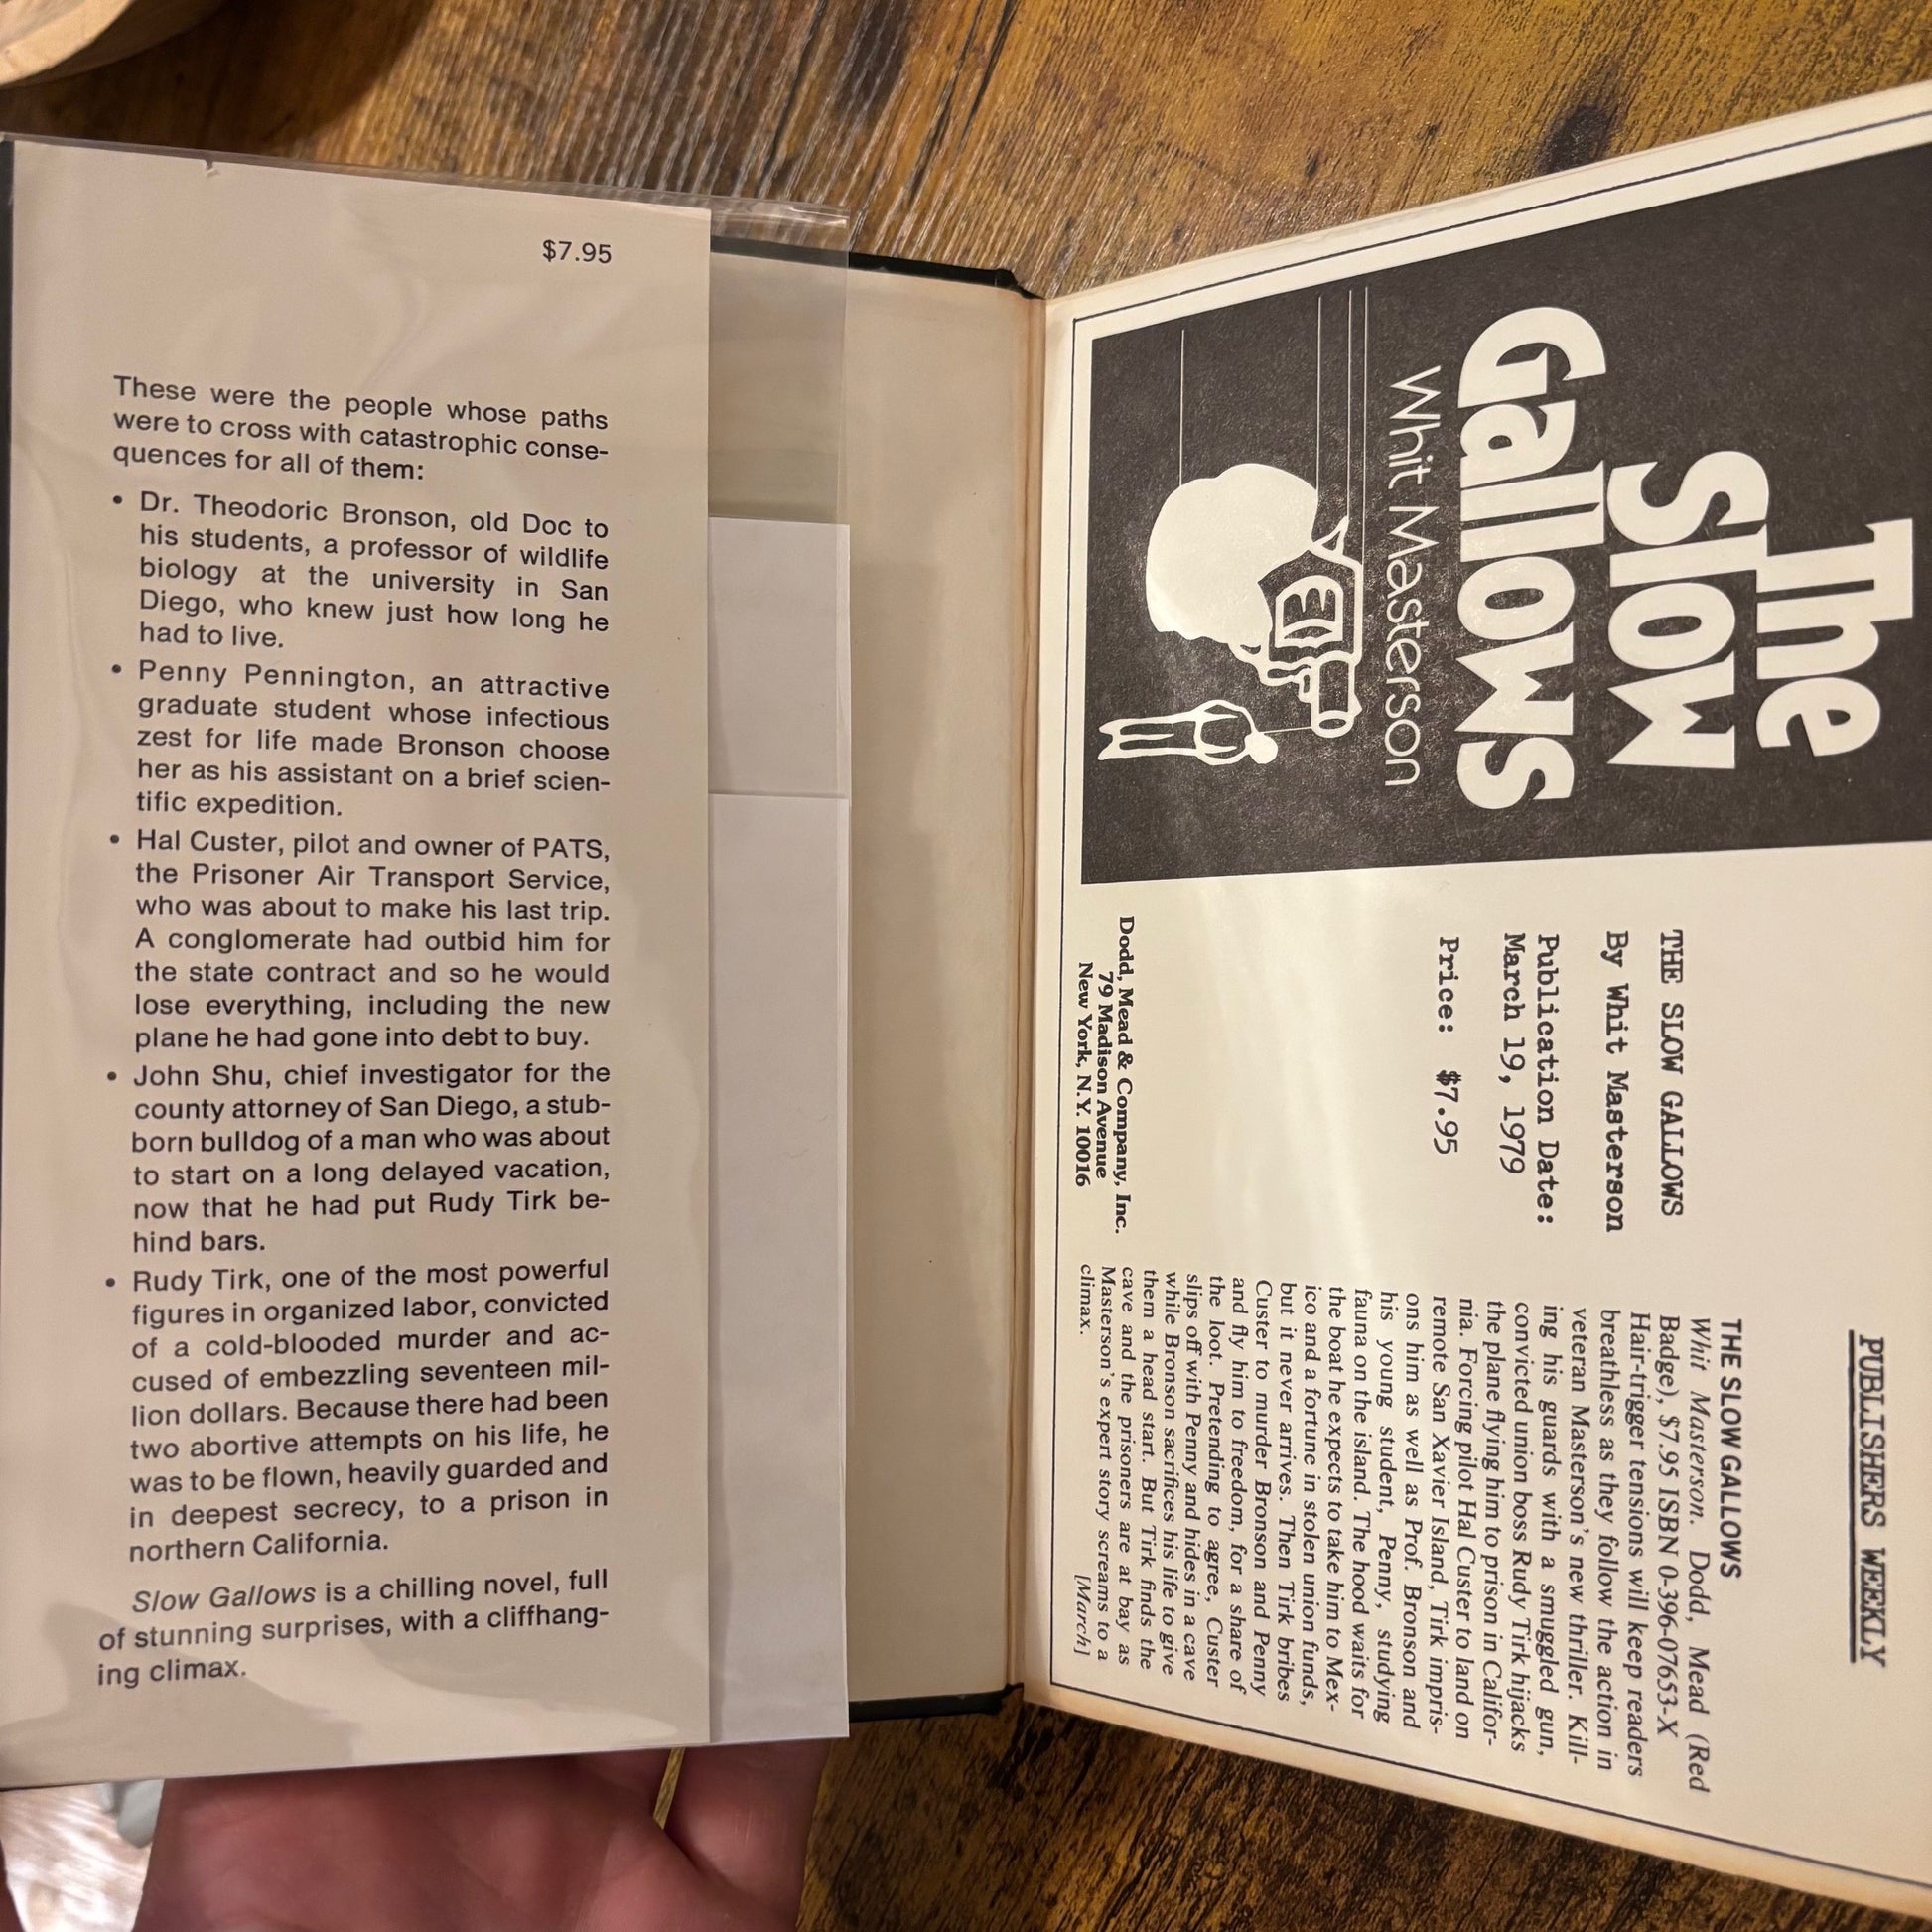 $7.95
These were the people whose paths
were to cross with catastrophic conse-
quences for all of them:
• Dr. Theodoric Bronson, old Doc to
his students, a professor of wildlife
biology at the university in San
Diego, who knew just how long he
had to live.
• Penny Pennington, an attractive
graduate student whose infectious
zest for life made Bronson choose
her as his assistant on a brief scien-
tific expedition.
• Hal Custer, pilot and owner of PATS,
the Prisoner Air Transport Service,
who was about to make his last trip.
A conglomerate had outbid him for
the state contract and so he would
lose everything, including the new
plane he had gone into debt to buy.
• John Shu, chief investigator for the
county attorney of San Diego, a stub-
born bulldog of a man who was about
to start on a long delayed vacation,
now that he had put Rudy Tirk be-
hind bars.
• Rudy Tirk, one of the most powerful
figures in organized labor, convicted
of a cold-blooded murder and ac-
cused of embezzling seventeen mil-
lion dollars. Because there had been
two abortive attempts on his life, he
was to be flown, heavily guarded and
in deepest secrecy, to a prison in
northern California.
Slow Gallows is a chilling novel, full
of stunning surprises, with a cliffhang-
ing climax.
The
Slow
Gallows
Whit Masterson
THE SLOW GALLOWS
By Whit Masterson
Publication Date:
March 19, 1979
Price: $7.95
Dodd, Mead & Company, Inc.
79 Madison Avenue
New York, N.Y. 10016
PUBLISHERS WEEKLY
THE SLOW GALLOWS
Whit Masterson. Dodd, Mead (Red
Badge), $7.95 ISBN 0-396-07653-X
Hair-trigger tensions will keep readers
breathless as they follow the action in
veteran Masterson's new thriller. Kill-
ing his guards with a smuggled gun,
convicted union boss Rudy Tirk hijacks
the plane flying him to prison in Califor-
nia. Forcing pilot Hal Custer to land on
remote San Xavier Island, Tirk impris-
ons him as well as Prof. Bronson and
his young student, Penny, studying
fauna on the island. The hood waits for
the boat he expects to take him to Mex-
ico and a fortune in stolen union funds,
but it never arrives. Then Tirk bribes
Custer to murder Bronson and Penny
and fly him to freedom, for a share of
the loot. Pretending to agree, Custer
slips off with Penny and hides in a cave
while Bronson sacrifices his life to give
them a head start. But Tirk finds the
cave and the prisoners are at bay as
Masterson's expert story screams to a
climax. [March]